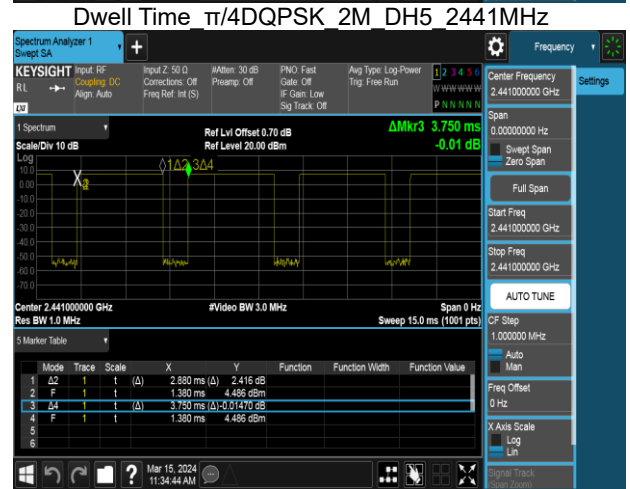 Dwell Time_π/4DQPSK_2M_DH5_2441MHz
Spectrum Analyzer 1
Swept SA
Frequency
KEYSIGHT Input: RF Input Z: 50 Ω #Atten: 30 dB PNO: Fast Avg Type: Log-Power 1 2 3 4 5 6
RL Coupling: DC Corrections: Off Preamp: Off Gate: Off Trig: Free Run W W W W W W
Align: Auto Freq Ref: Int (S) IF Gain: Low
Sig Track: Off P N N N N N
LXI
1 Spectrum Ref Lvl Offset 0.70 dB ΔMkr3 3.750 ms
Scale/Div 10 dB Ref Level 20.00 dBm -0.01 dB
Log
10.0
0.00
-10.0
-20.0
-30.0
-40.0
-50.0
-60.0
-70.0
1Δ2 3Δ4
Center 2.441000000 GHz #Video BW 3.0 MHz Span 0 Hz
Res BW 1.0 MHz Sweep 15.0 ms (1001 pts)
5 Marker Table
Mode Trace Scale X Y Function Function Width Function Value
1 Δ2 1 t (Δ) 2.880 ms (Δ) 2.416 dB
2 F 1 t 1.380 ms 4.486 dBm
3 Δ4 1 t (Δ) 3.750 ms (Δ) -0.01470 dB
4 F 1 t 1.380 ms 4.486 dBm
5
6
Mar 15, 2024
11:34:44 AM
Center Frequency
2.441000000 GHz
Settings
Span
0.00000000 Hz
Swept Span
Zero Span
Full Span
Start Freq
2.441000000 GHz
Stop Freq
2.441000000 GHz
AUTO TUNE
CF Step
1.000000 MHz
Auto
Man
Freq Offset
0 Hz
X Axis Scale
Log
Lin
Signal Track
(Span Zoom)